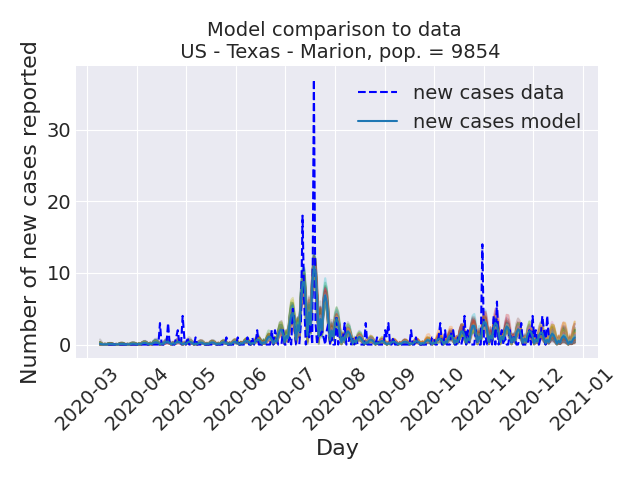 Model comparison to data
US - Texas - Marion, pop. = 9854
Number of new cases reported
30
20
10
0
new cases data
new cases model
2020-03
2020-04
2020-05
2020-06
2020-07
2020-08
2020-09
2020-10
2020-11
2020-12
2021-01
Day